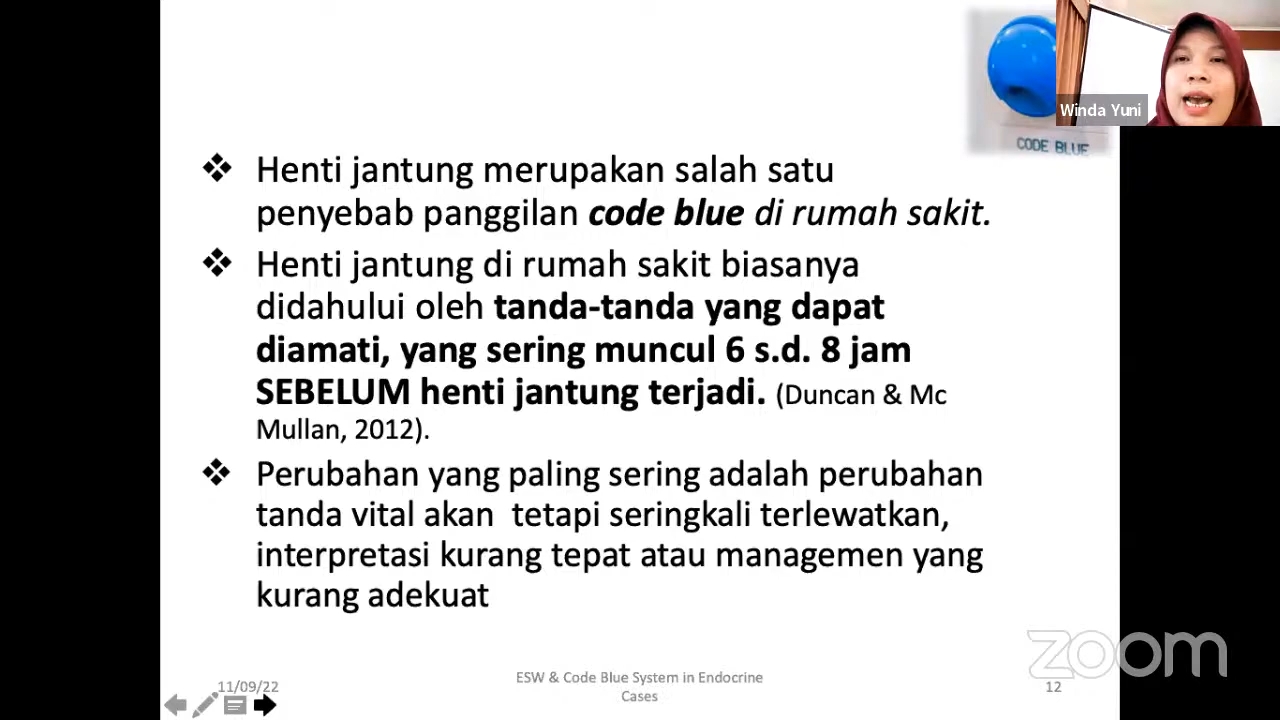 Winda Yuni
CODE BLUE
❖ Henti jantung merupakan salah satu
penyebab panggilan code blue di rumah sakit.
❖ Henti jantung di rumah sakit biasanya
didahului oleh tanda-tanda yang dapat
diamati, yang sering muncul 6 s.d. 8 jam
SEBELUM henti jantung terjadi. (Duncan & Mc
Mullan, 2012).
❖ Perubahan yang paling sering adalah perubahan
tanda vital akan tetapi seringkali terlewatkan,
interpretasi kurang tepat atau managemen yang
kurang adekuat
zoom
11/09/22
ESW & Code Blue System in Endocrine
Cases
12